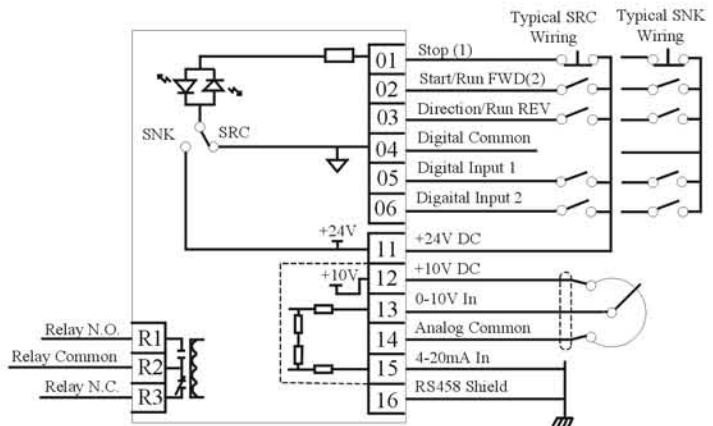 Typical SRC Wiring
Typical SNK Wiring
01 Stop (1)
02 Start/Run FWD(2)
03 Direction/Run REV
SNK
SRC
04 Digital Common
05 Digital Input 1
06 Digaital Input 2
+24V
11 +24V DC
+10V
12 +10V DC
13 0-10V In
14 Analog Common
15 4-20mA In
16 RS458 Shield
Relay N.O. R1
Relay Common R2
Relay N.C. R3